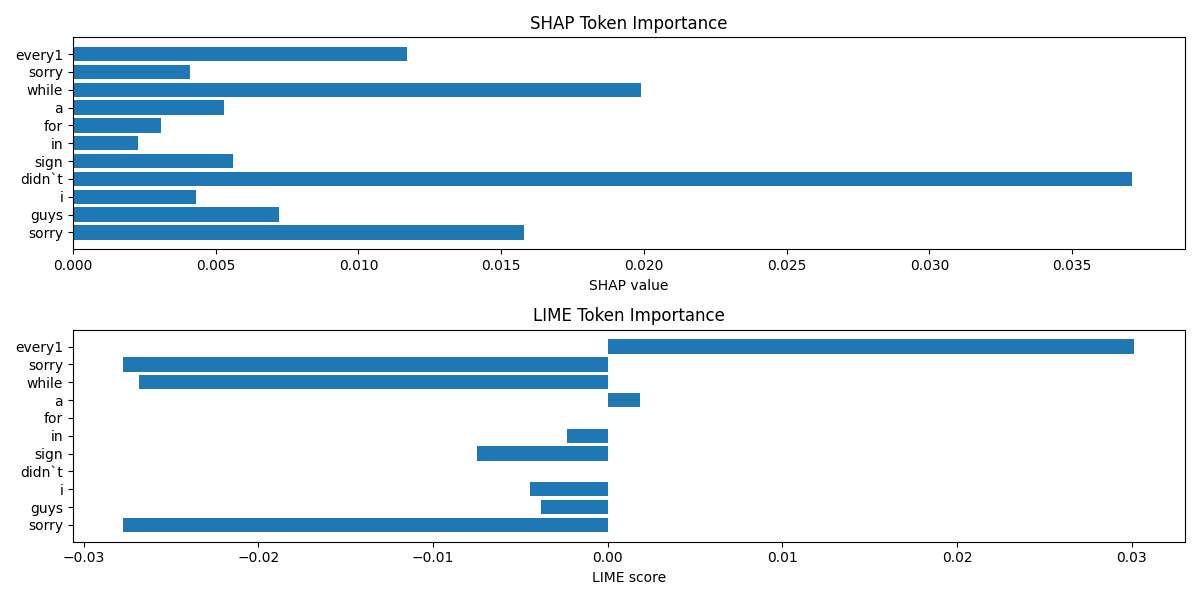 SHAP Token Importance
every1
sorry
while
a
for
in
sign
didn`t
i
guys
sorry
0.000 0.005 0.010 0.015 0.020 0.025 0.030 0.035
SHAP value
LIME Token Importance
every1
sorry
while
a
for
in
sign
didn`t
i
guys
sorry
−0.03 −0.02 −0.01 0.00 0.01 0.02 0.03
LIME score